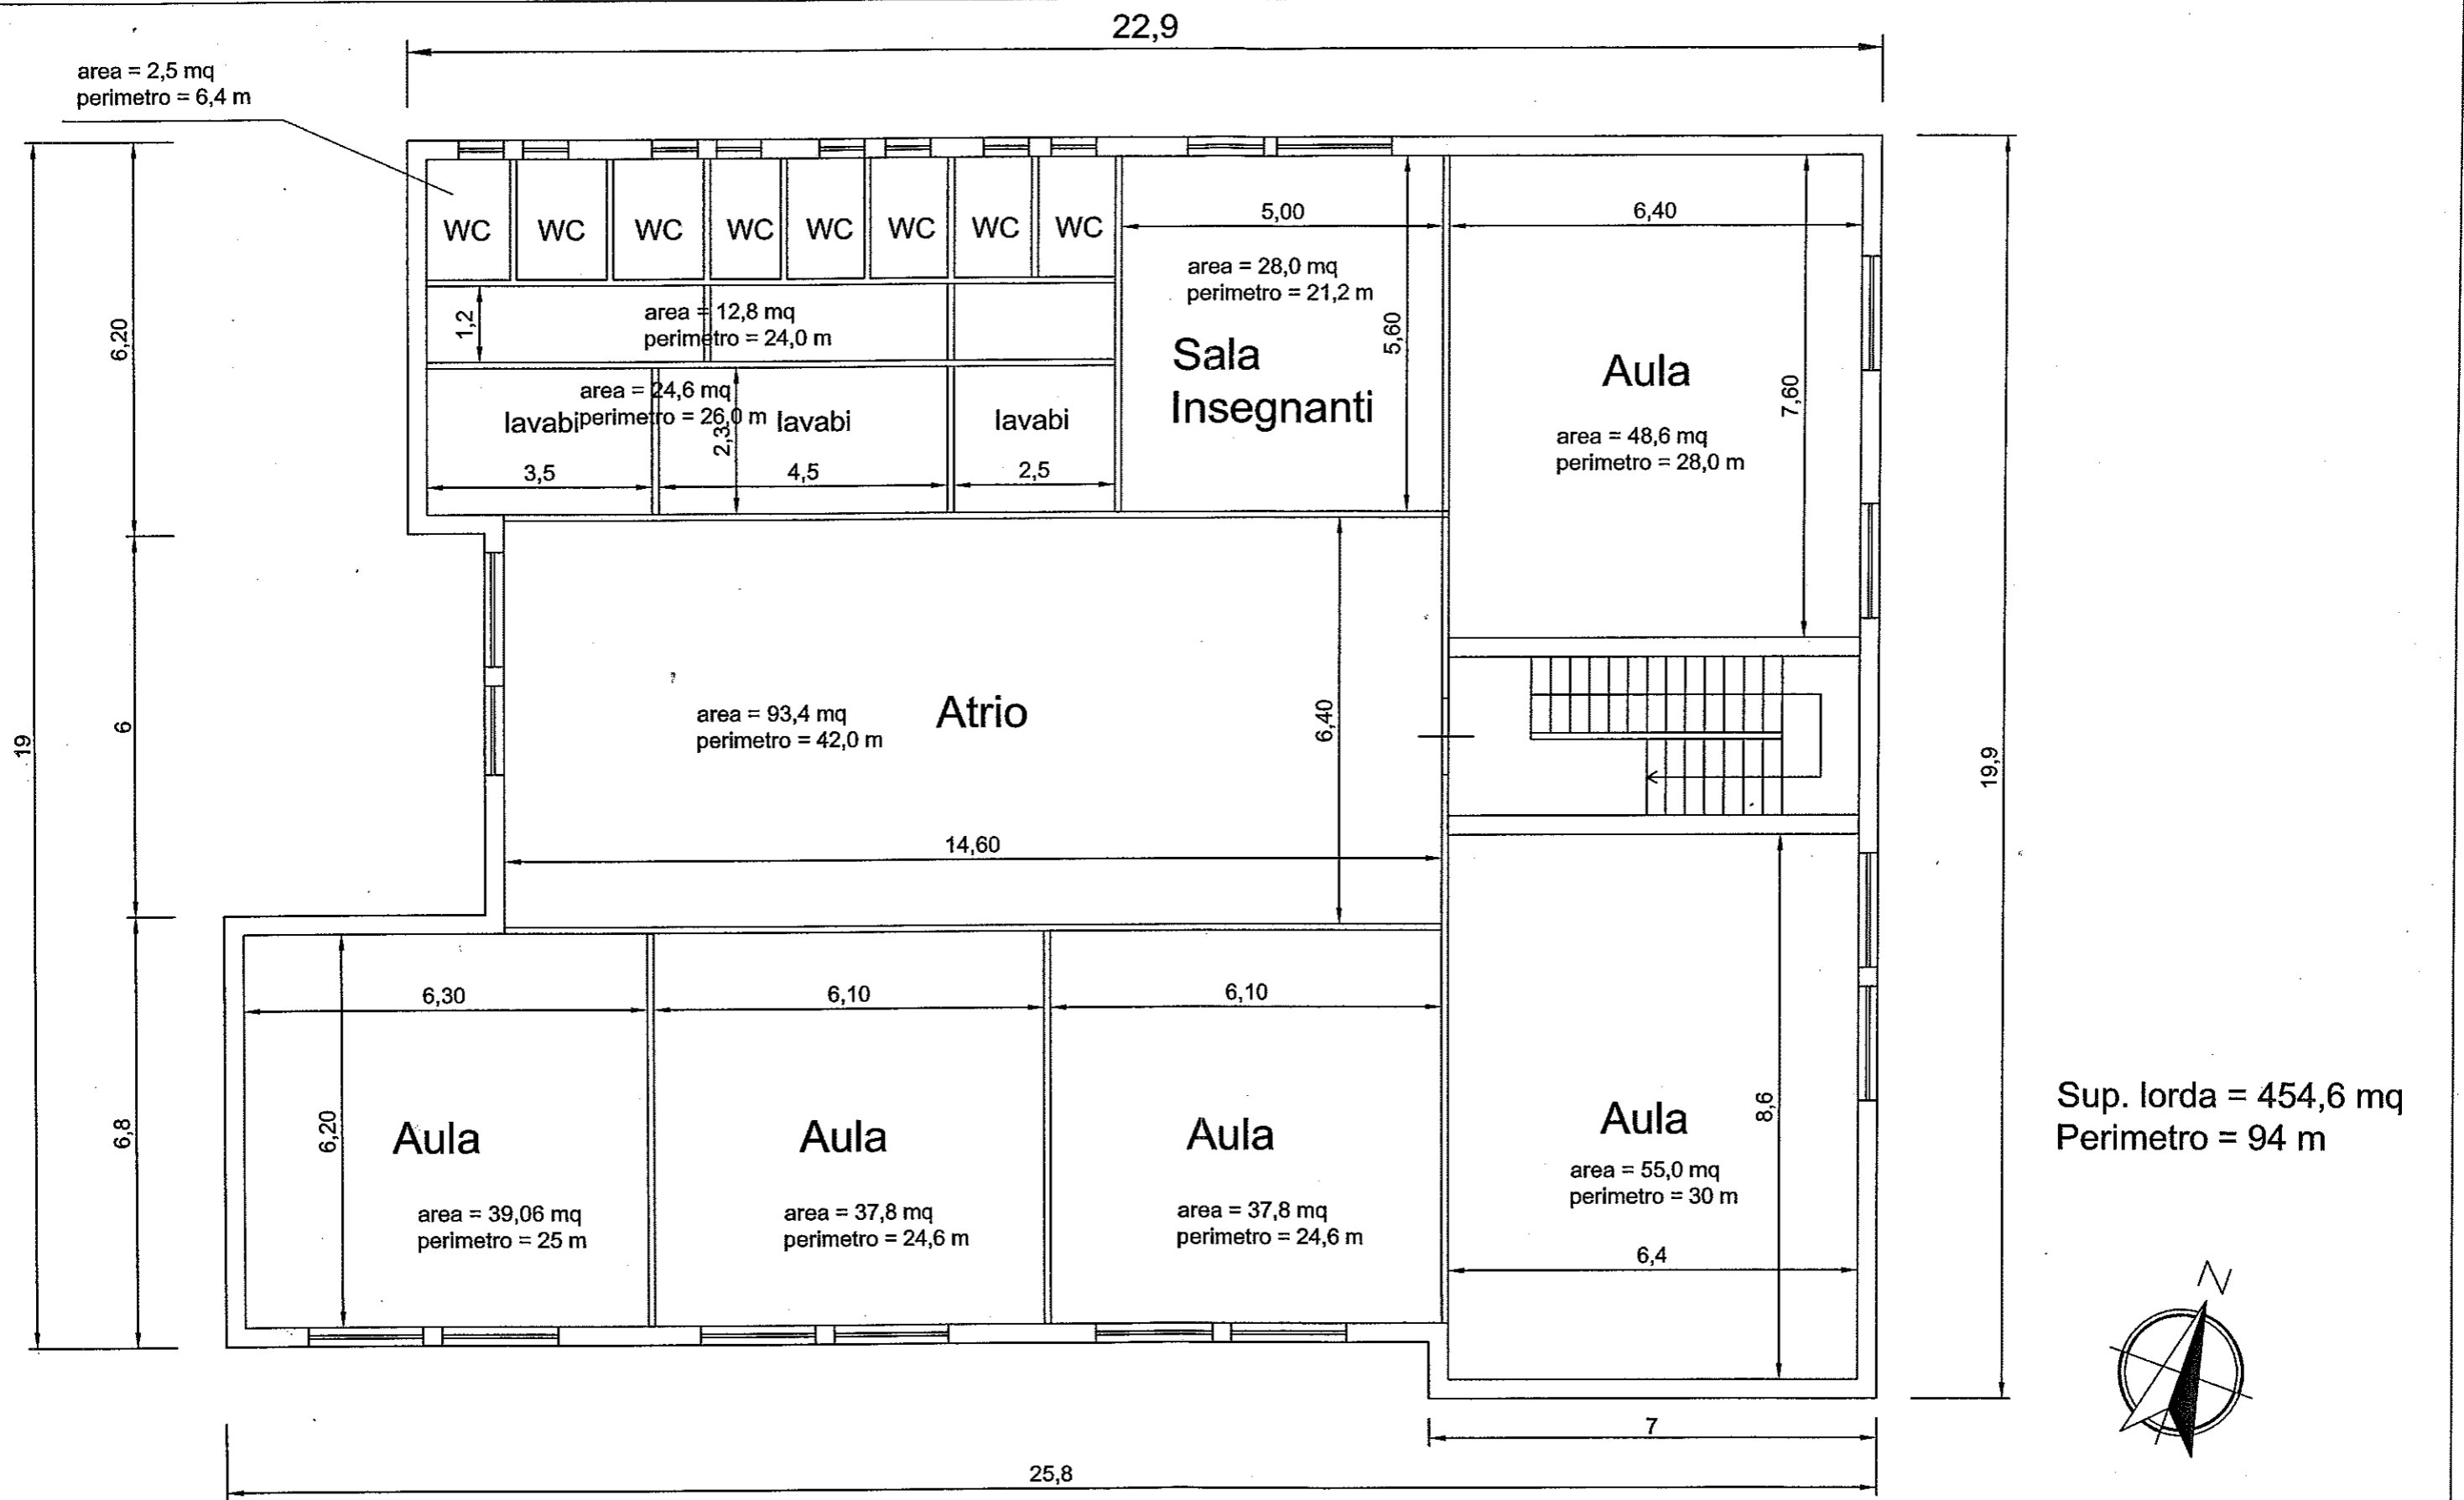 22,9
area = 2,5 mq
perimetro = 6,4 m
WC
WC
WC
WC
WC
WC
WC
WC
5,00
6,40
area = 28,0 mq
perimetro = 21,2 m
6,20
1,2
area = 12,8 mq
perimetro = 24,0 m
5,60
Sala
Insegnanti
Aula
7,60
area = 24,6 mq
perimetro = 26,0 m
lavabi
lavabi
lavabi
2,3
area = 48,6 mq
perimetro = 28,0 m
3,5
4,5
2,5
6
19
area = 93,4 mq
perimetro = 42,0 m
Atrio
6,40
19,9
14,60
6,30
6,10
6,10
6,8
6,20
Aula
Aula
Aula
Aula
8,6
Sup. lorda = 454,6 mq
Perimetro = 94 m
area = 39,06 mq
perimetro = 25 m
area = 37,8 mq
perimetro = 24,6 m
area = 37,8 mq
perimetro = 24,6 m
area = 55,0 mq
perimetro = 30 m
6,4
N
7
25,8